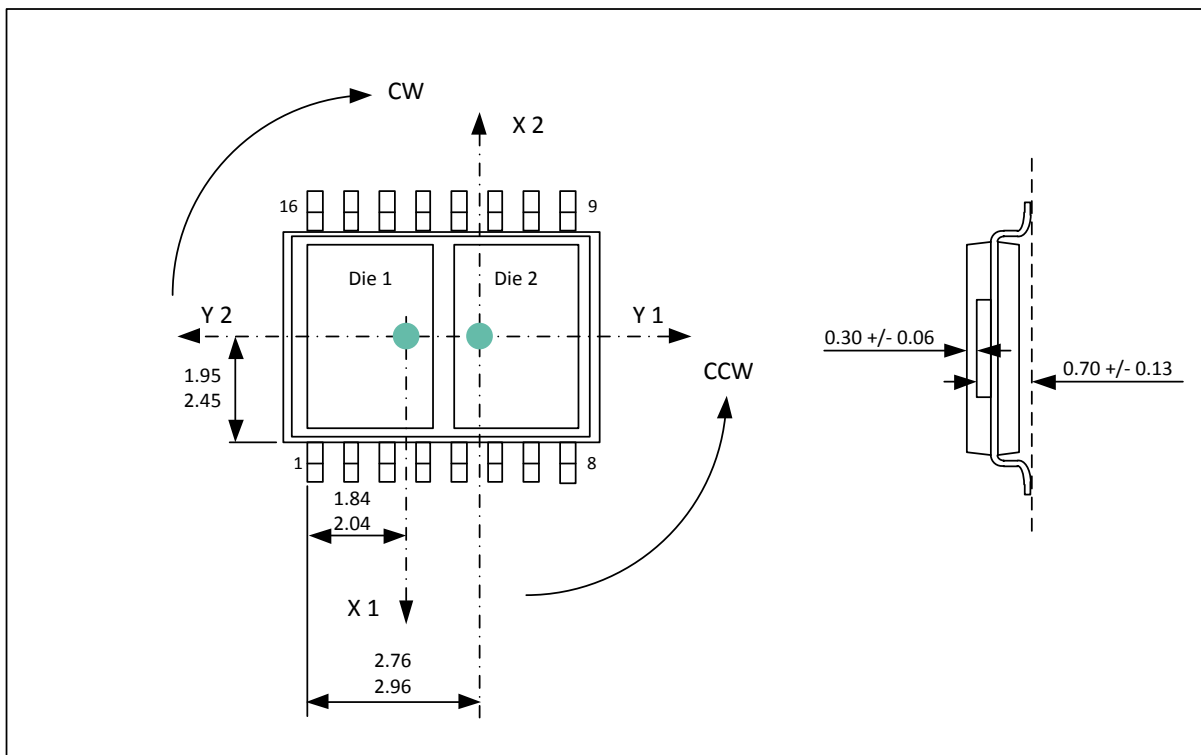 CW
X 2
16
9
Die 1
Die 2
Y 2
Y 1
0.30 +/- 0.06
1.95
2.45
CCW
0.70 +/- 0.13
1
8
1.84
2.04
X 1
2.76
2.96